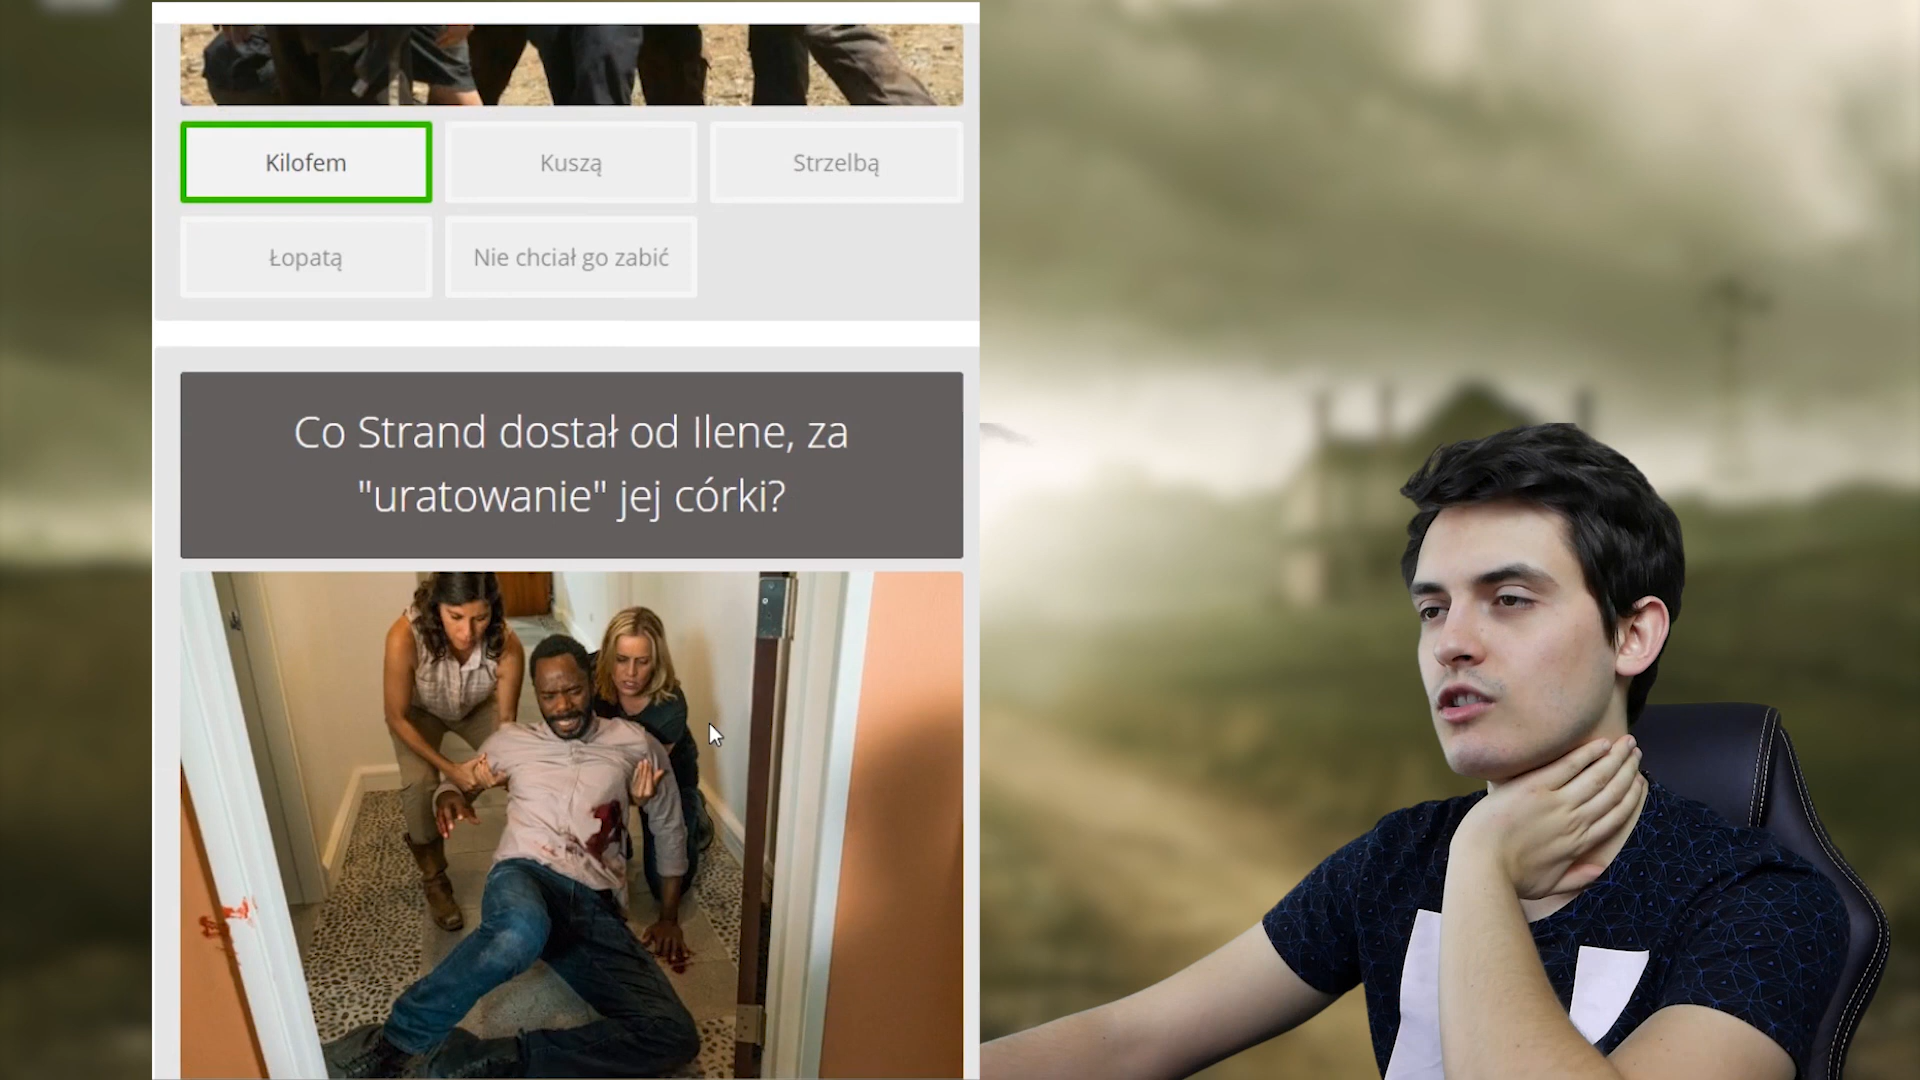 Kilofem
Kuszą
Strzelbą
Łopatą
Nie chciał go zabić
Co Strand dostał od Ilene, za
"uratowanie" jej córki?